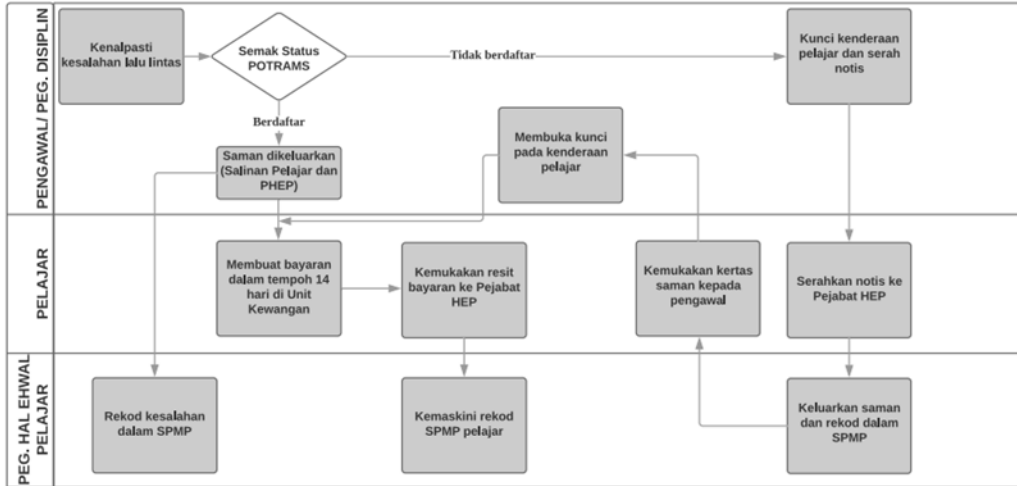 PENGAWAL/ PEG. DISIPLIN
Kenalpasti
kesalahan lalu lintas
Semak Status
POTRAMS
Tidak berdaftar
Kunci kenderaan
pelajar dan serah
notis
Berdaftar
Membuka kunci
pada kenderaan
pelajar
Saman dikeluarkan
(Salinan Pelajar dan
PHEP)
PELAJAR
Membuat bayaran
dalam tempoh 14
hari di Unit
Kewangan
Kemukakan resit
bayaran ke Pejabat
HEP
Kemukakan kertas
saman kepada
pengawal
Serahkan notis ke
Pejabat HEP
PEG. HAL EHWAL
PELAJAR
Rekod kesalahan
dalam SPMP
Kemaskini rekod
SPMP pelajar
Keluarkan saman
dan rekod dalam
SPMP